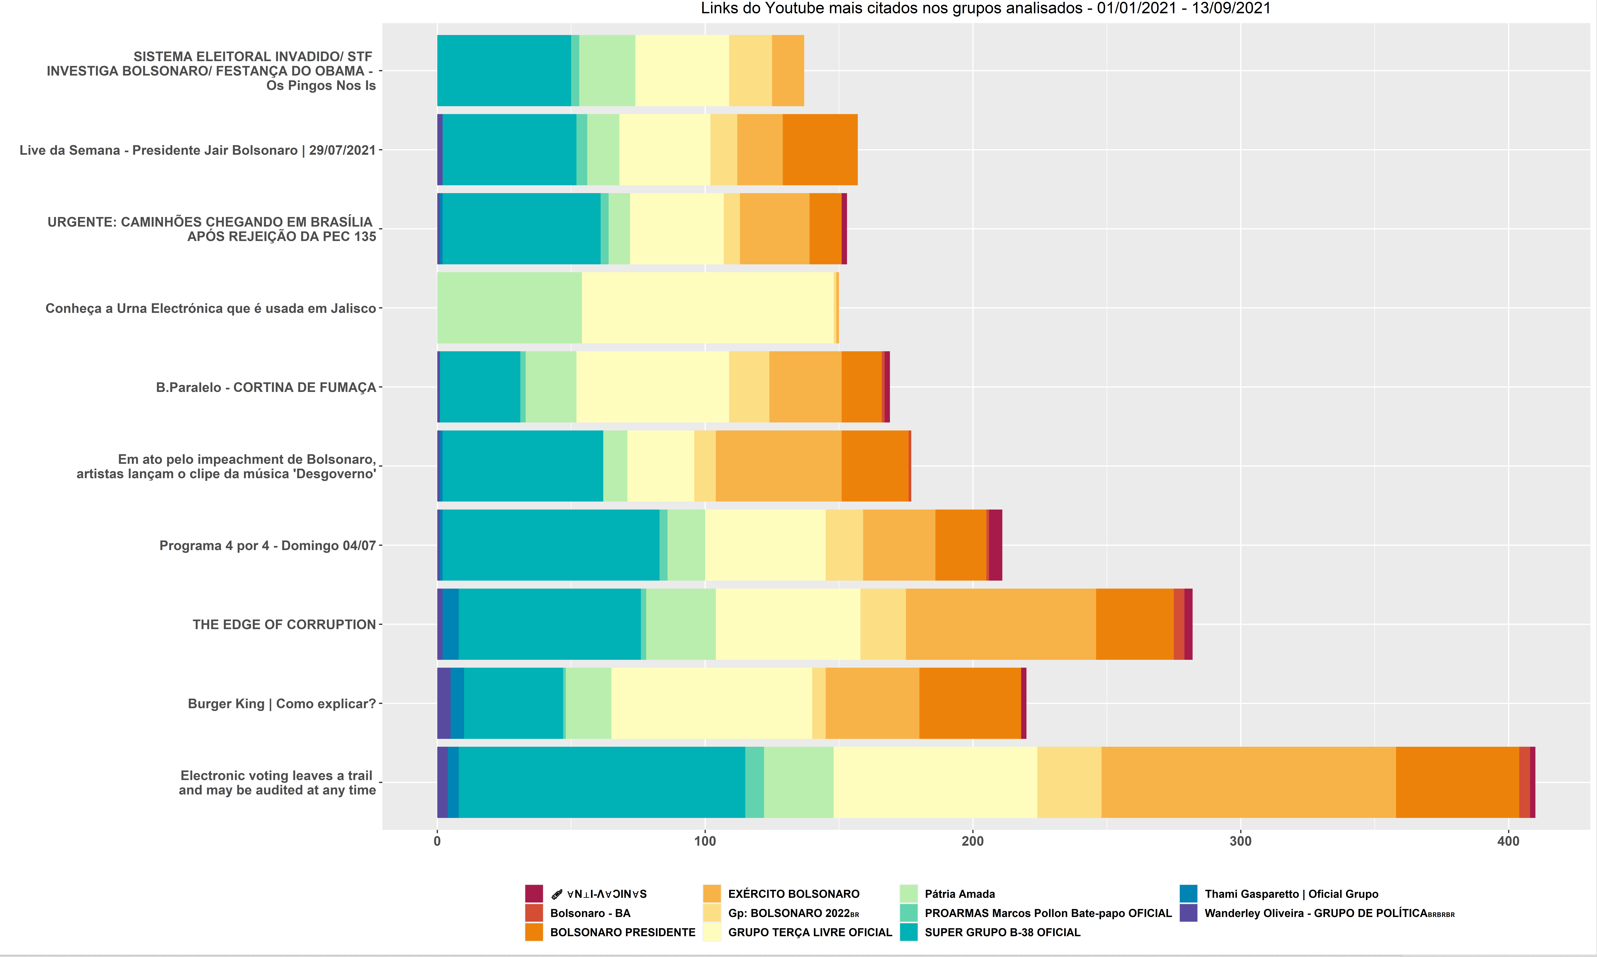 Links do Youtube mais citados nos grupos analisados - 01/01/2021 - 13/09/2021
SISTEMA ELEITORAL INVADIDO/ STF
INVESTIGA BOLSONARO/ FESTANÇA DO OBAMA -
Os Pingos Nos Is
Live da Semana - Presidente Jair Bolsonaro | 29/07/2021
URGENTE: CAMINHÕES CHEGANDO EM BRASÍLIA
APÓS REJEIÇÃO DA PEC 135
Conheça a Urna Electrónica que é usada em Jalisco
B.Paralelo - CORTINA DE FUMAÇA
Em ato pelo impeachment de Bolsonaro,
artistas lançam o clipe da música 'Desgoverno'
Programa 4 por 4 - Domingo 04/07
THE EDGE OF CORRUPTION
Burger King | Como explicar?
Electronic voting leaves a trail
and may be audited at any time
0 100 200 300 400
∀N⊥I-Λ∀ƆIN∀S
Bolsonaro - BA
BOLSONARO PRESIDENTE
EXÉRCITO BOLSONARO
Gp: BOLSONARO 2022BR
GRUPO TERÇA LIVRE OFICIAL
Pátria Amada
PROARMAS Marcos Pollon Bate-papo OFICIAL
SUPER GRUPO B-38 OFICIAL
Thami Gasparetto | Oficial Grupo
Wanderley Oliveira - GRUPO DE POLÍTICABRBRBR